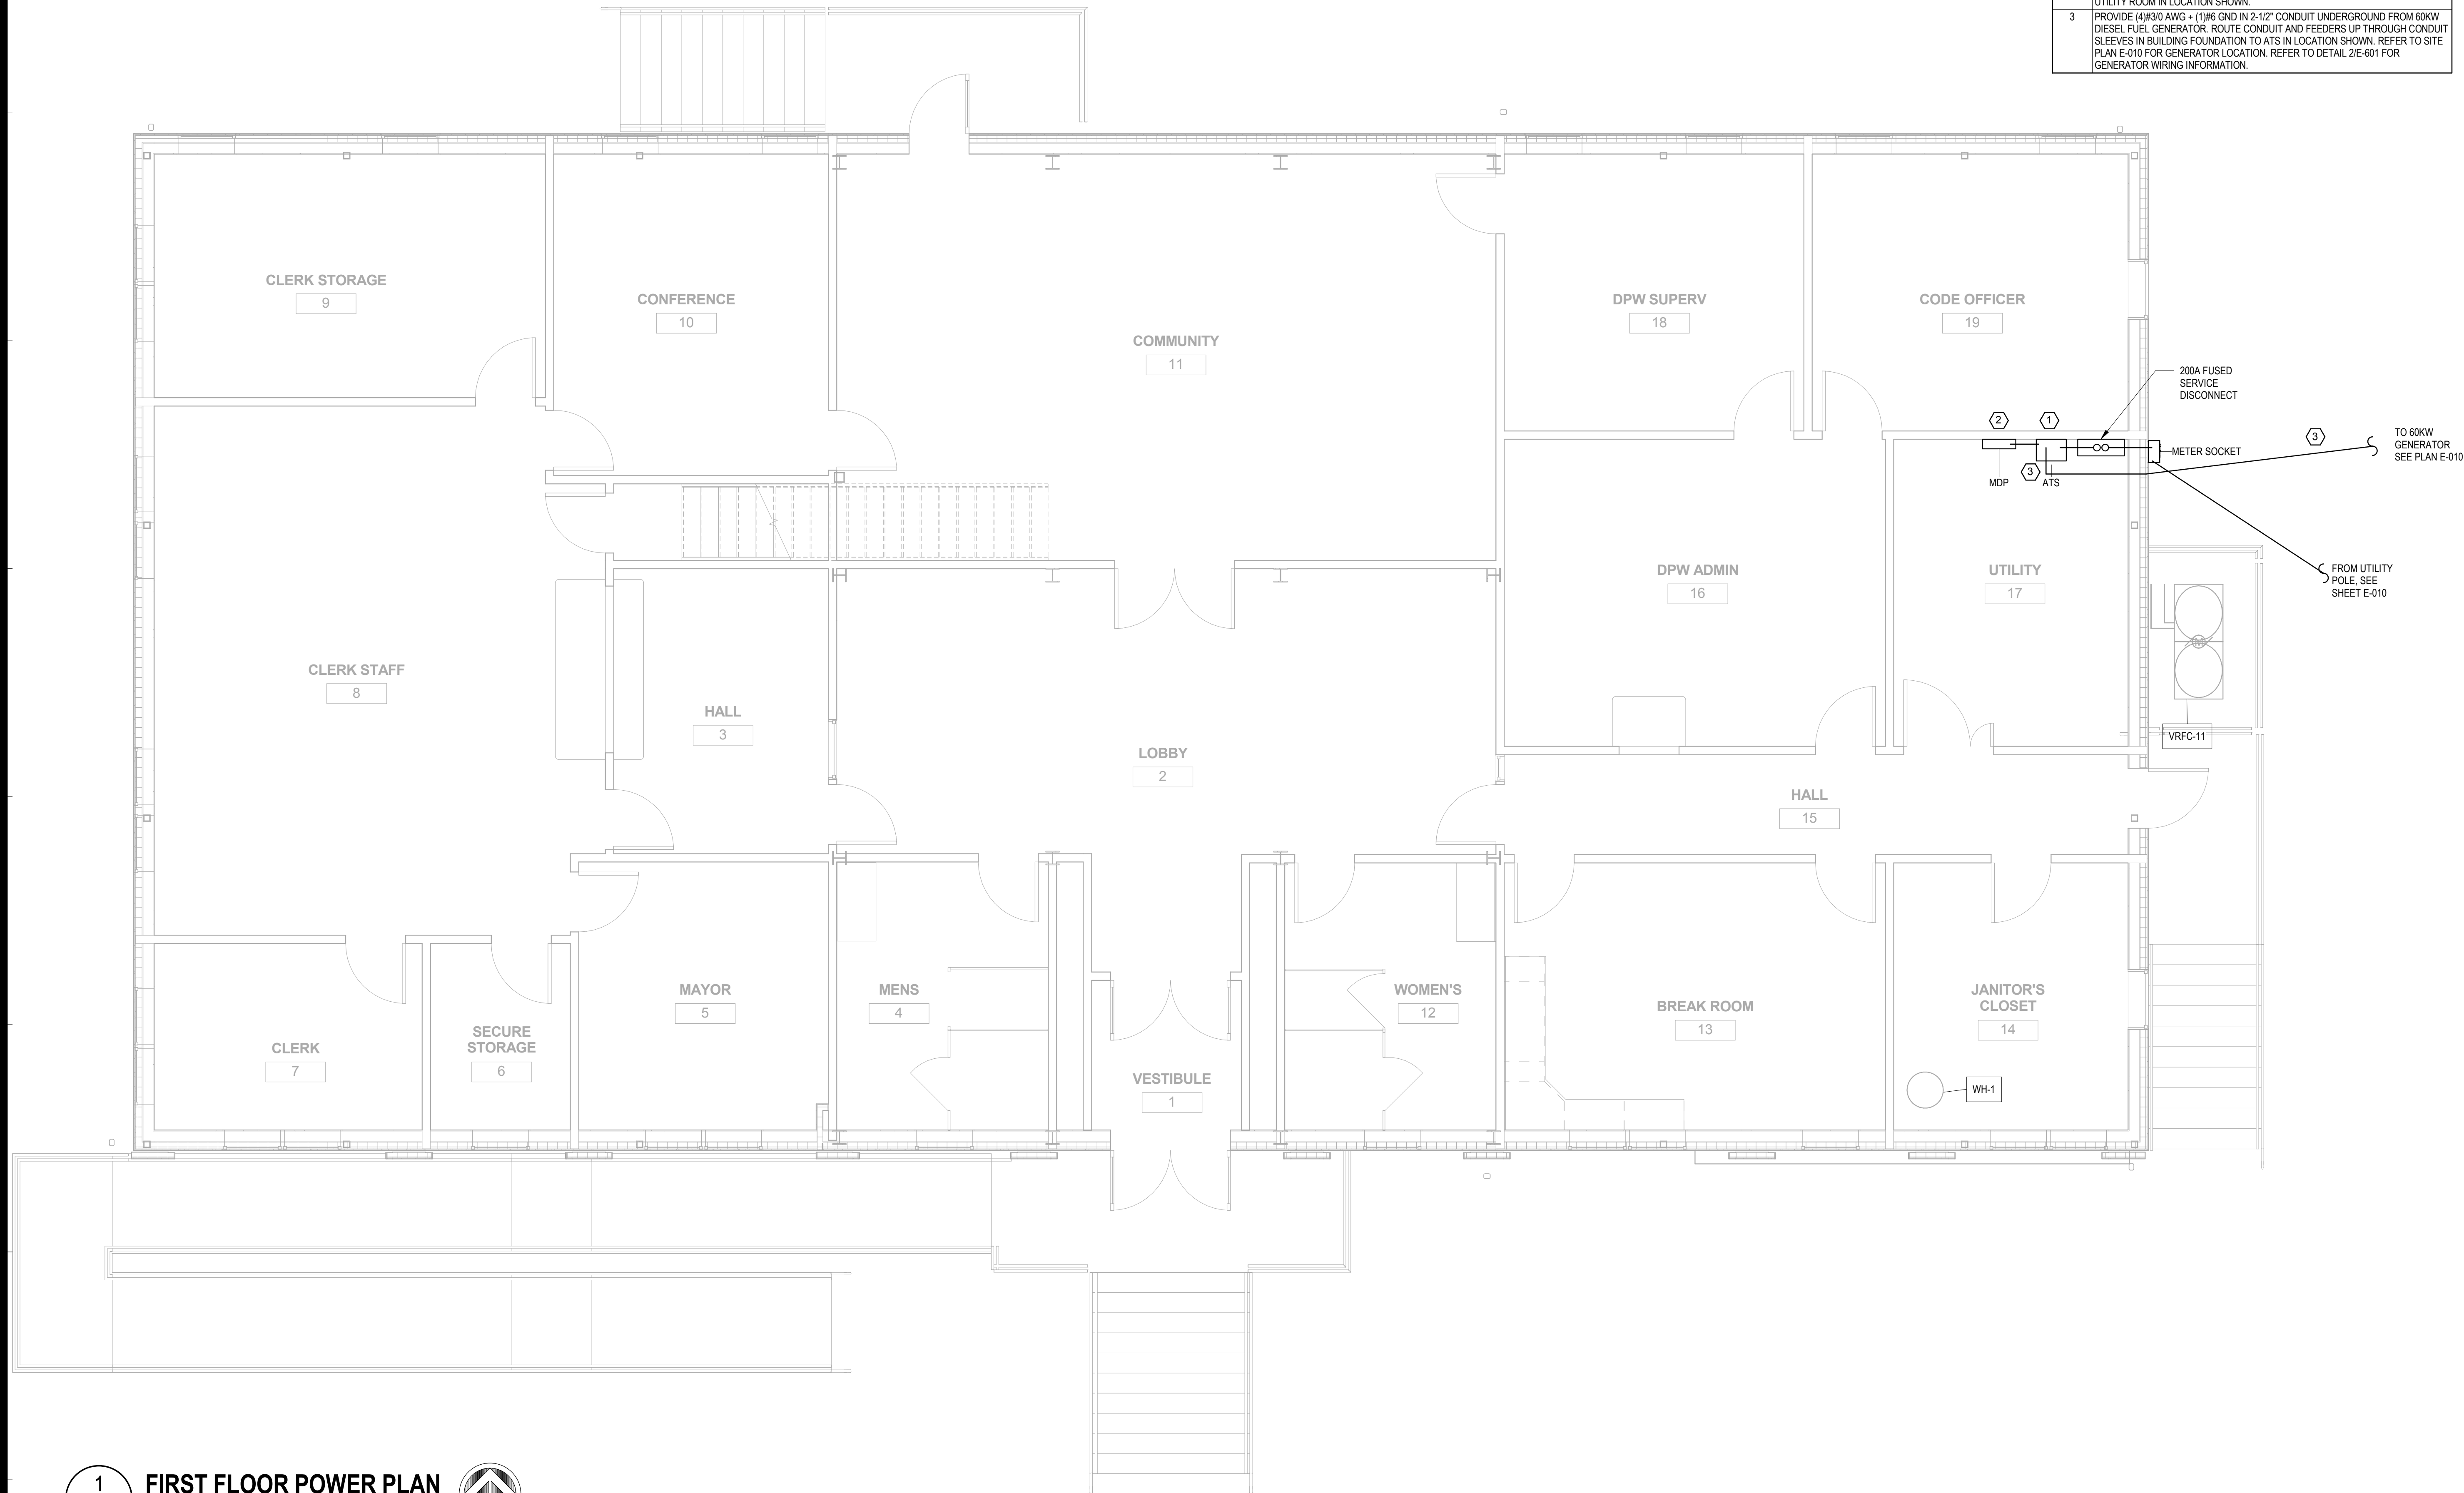 UTILITY ROOM IN LOCATION SHOWN.
3 PROVIDE (4)#3/0 AWG + (1)#6 GND IN 2-1/2" CONDUIT UNDERGROUND FROM 60KW
DIESEL FUEL GENERATOR. ROUTE CONDUIT AND FEEDERS UP THROUGH CONDUIT
SLEEVES IN BUILDING FOUNDATION TO ATS IN LOCATION SHOWN. REFER TO SITE
PLAN E-010 FOR GENERATOR LOCATION. REFER TO DETAIL 2/E-601 FOR
GENERATOR WIRING INFORMATION.
CLERK STORAGE
9
CONFERENCE
10
COMMUNITY
11
DPW SUPERV
18
CODE OFFICER
19
200A FUSED
SERVICE
DISCONNECT
2
1
3
TO 60KW
GENERATOR
SEE PLAN E-010
METER SOCKET
3
MDP
ATS
FROM UTILITY
POLE, SEE
SHEET E-010
DPW ADMIN
16
UTILITY
17
M
VRFC-11
CLERK STAFF
8
HALL
3
LOBBY
2
HALL
15
CLERK
7
SECURE
STORAGE
6
MAYOR
5
MENS
4
VESTIBULE
1
WOMEN'S
12
BREAK ROOM
13
JANITOR'S
CLOSET
14
WH-1
1
FIRST FLOOR POWER PLAN